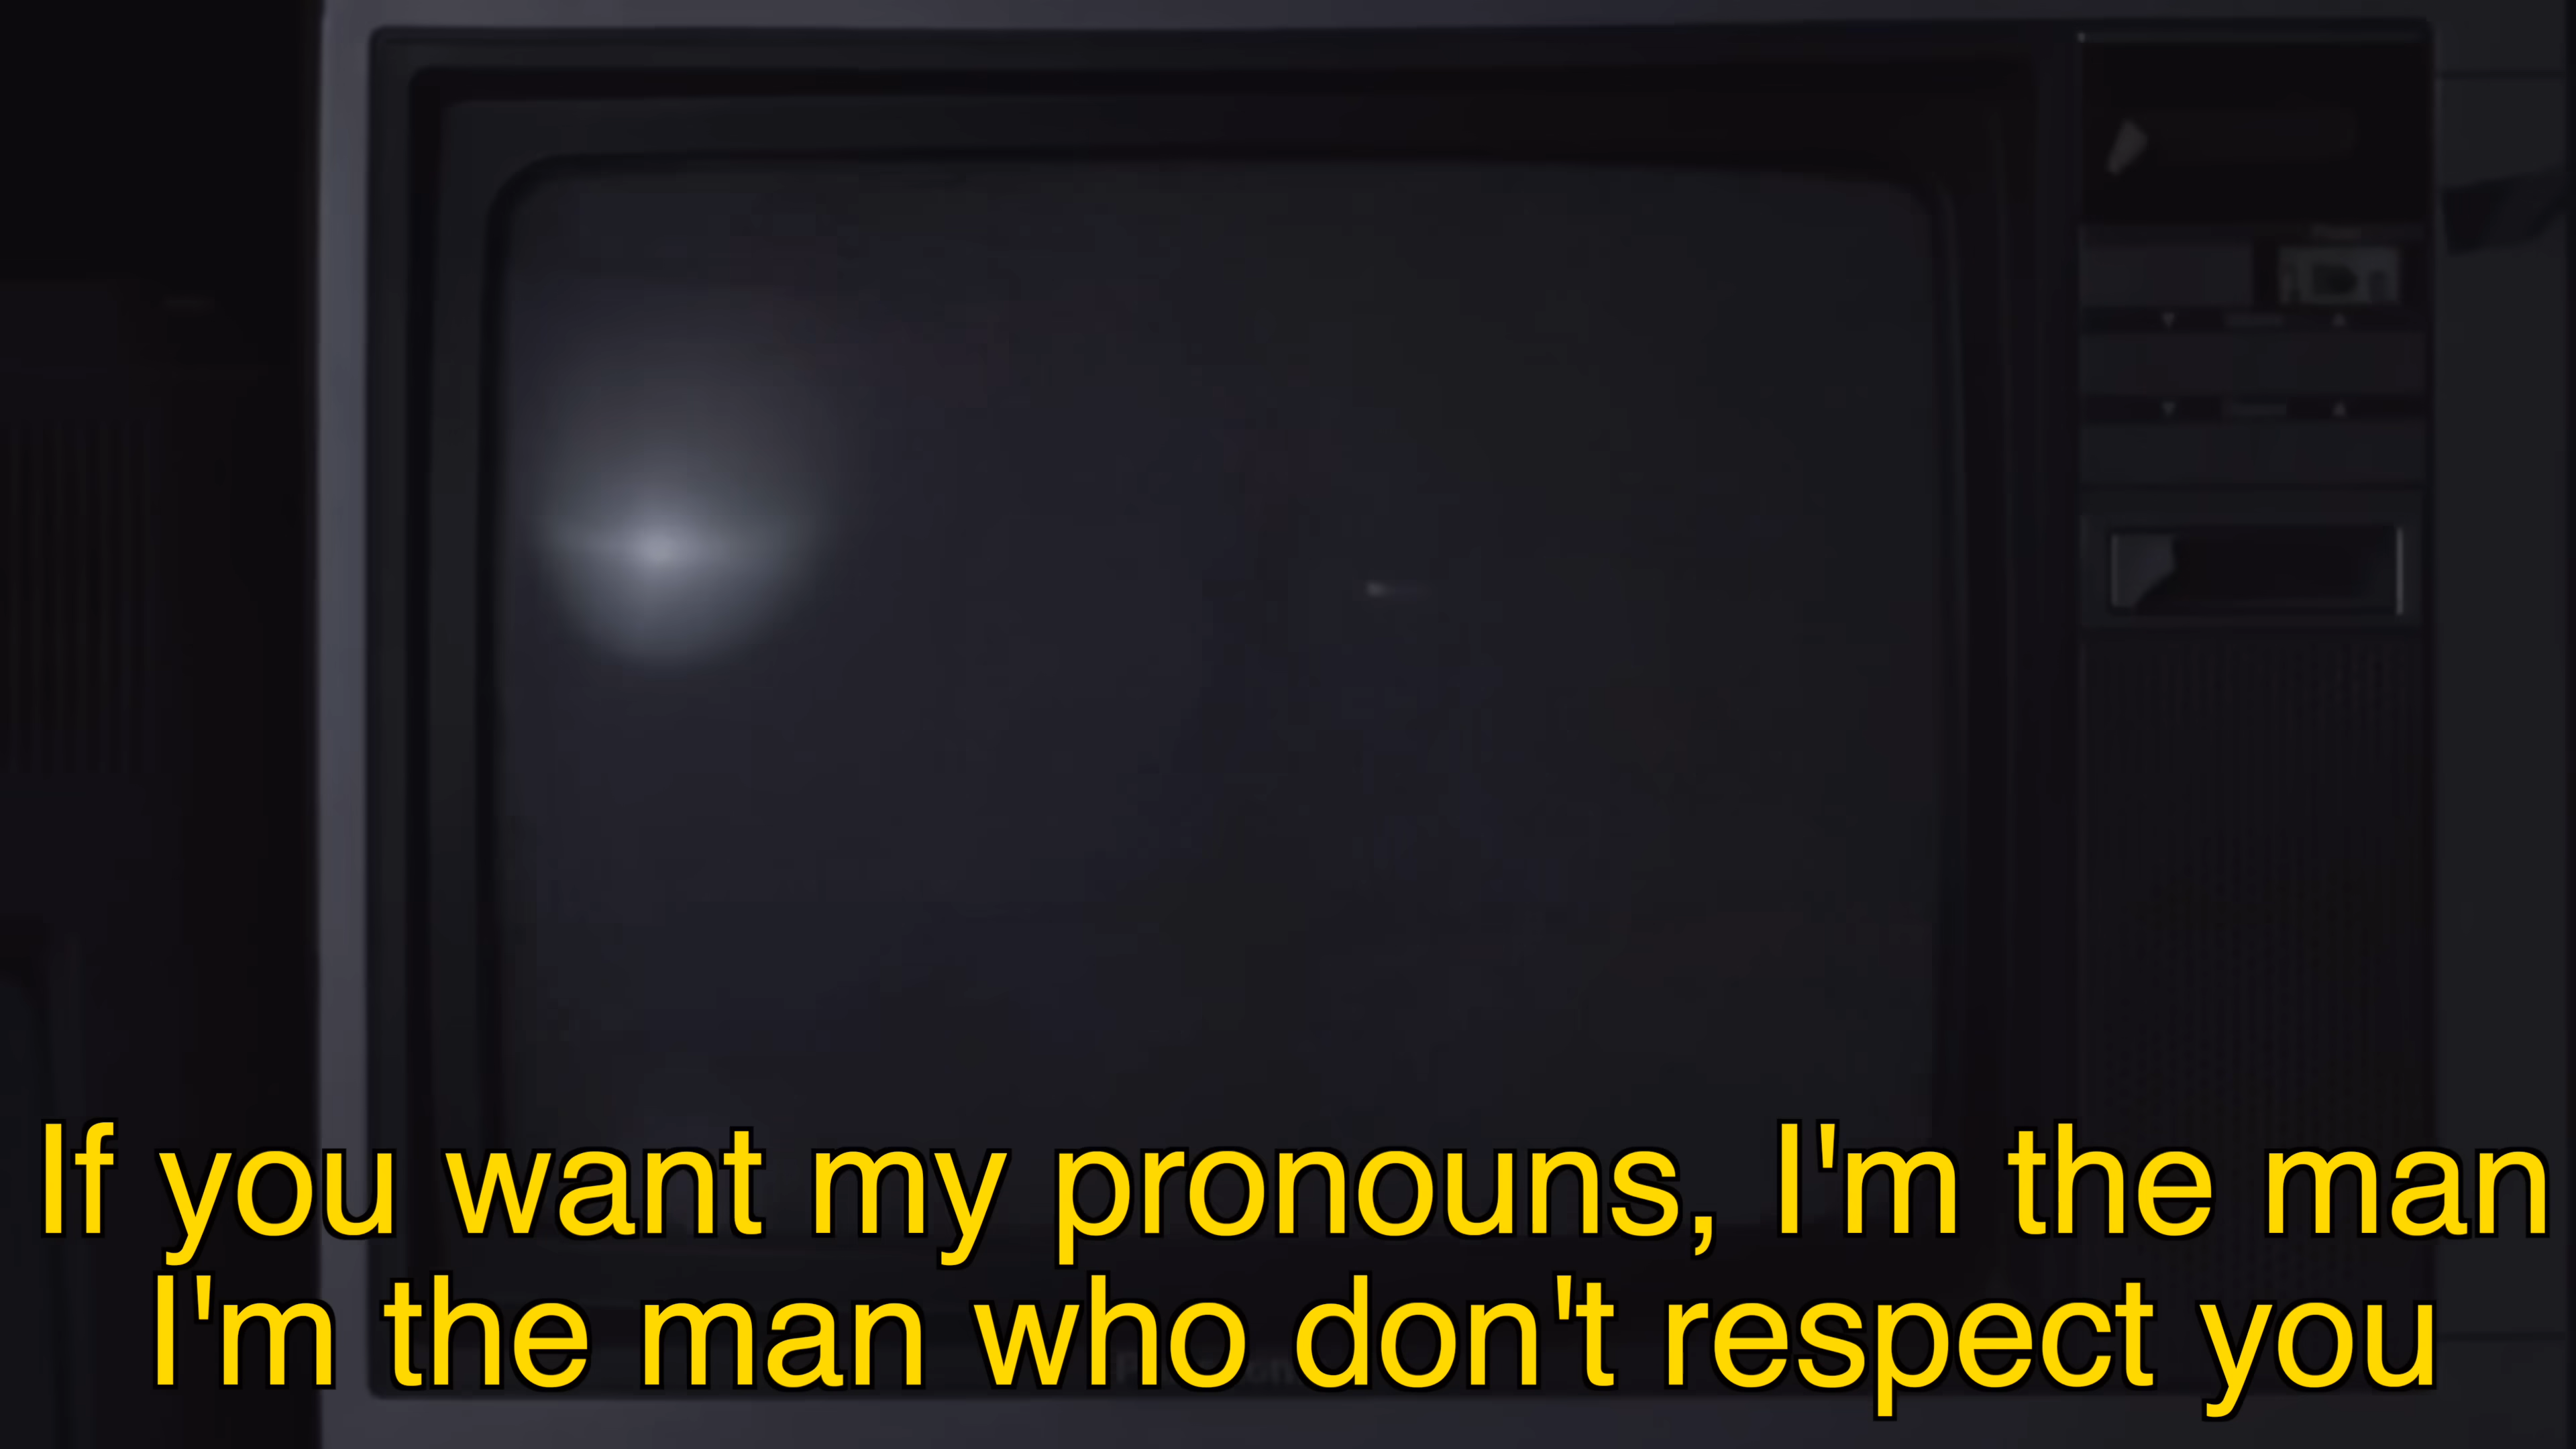 If you want my pronouns, I'm the man
I'm the man who don't respect you